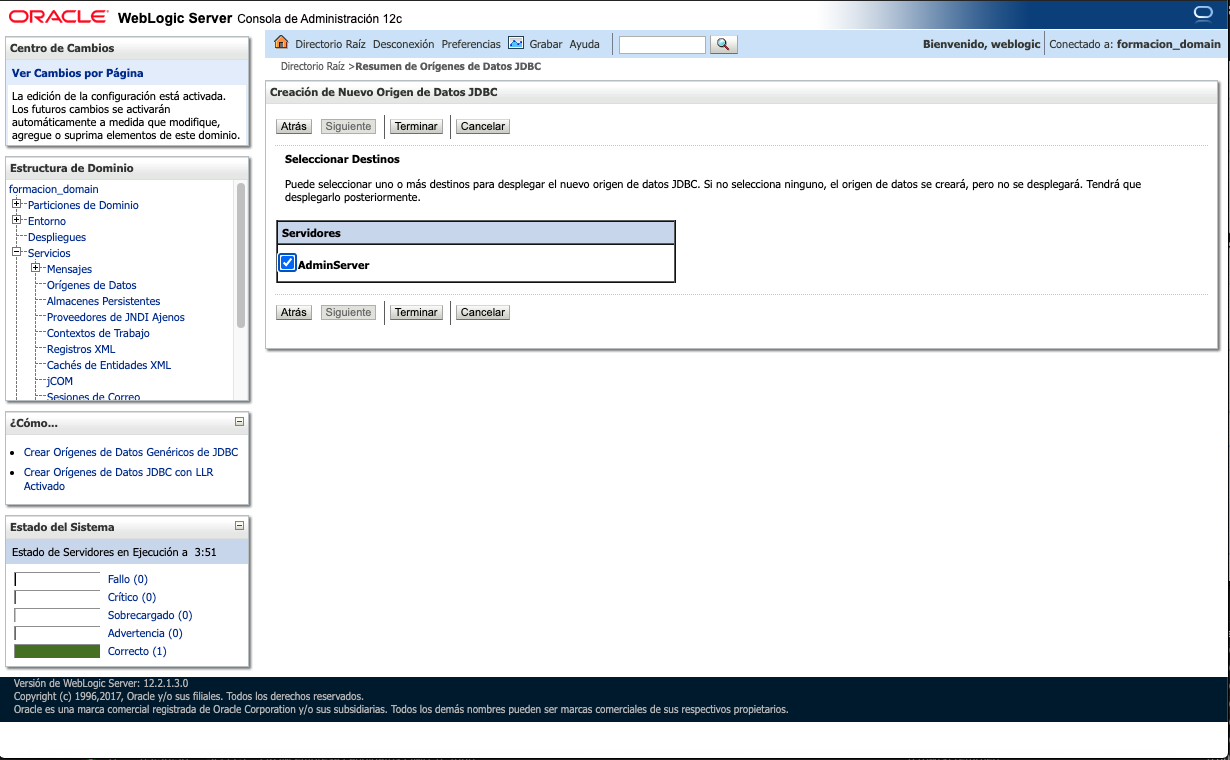 ORACLE® WebLogic Server Consola de Administración 12c
Centro de Cambios
Ver Cambios por Página
La edición de la configuración está activada.
Los futuros cambios se activarán
automáticamente a medida que modifique,
agregue o suprima elementos de este dominio.
Estructura de Dominio
formacion_domain
Particiones de Dominio
Entorno
Despliegues
Servicios
Mensajes
Orígenes de Datos
Almacenes Persistentes
Proveedores de JNDI Ajenos
Contextos de Trabajo
Registros XML
Cachés de Entidades XML
jCOM
Sesiones de Correo
¿Cómo...
Crear Orígenes de Datos Genéricos de JDBC
Crear Orígenes de Datos JDBC con LLR
Activado
Estado del Sistema
Estado de Servidores en Ejecución a 3:51
Fallo (0)
Crítico (0)
Sobrecargado (0)
Advertencia (0)
Correcto (1)
Directorio Raíz Desconexión Preferencias Grabar Ayuda
Bienvenido, weblogic Conectado a: formacion_domain
Directorio Raíz >Resumen de Orígenes de Datos JDBC
Creación de Nuevo Origen de Datos JDBC
Atrás Siguiente Terminar Cancelar
Seleccionar Destinos
Puede seleccionar uno o más destinos para desplegar el nuevo origen de datos JDBC. Si no selecciona ninguno, el origen de datos se creará, pero no se desplegará. Tendrá que
desplegarlo posteriormente.
Servidores
AdminServer
Atrás Siguiente Terminar Cancelar
Versión de WebLogic Server: 12.2.1.3.0
Copyright (c) 1996,2017, Oracle y/o sus filiales. Todos los derechos reservados.
Oracle es una marca comercial registrada de Oracle Corporation y/o sus subsidiarias. Todos los demás nombres pueden ser marcas comerciales de sus respectivos propietarios.